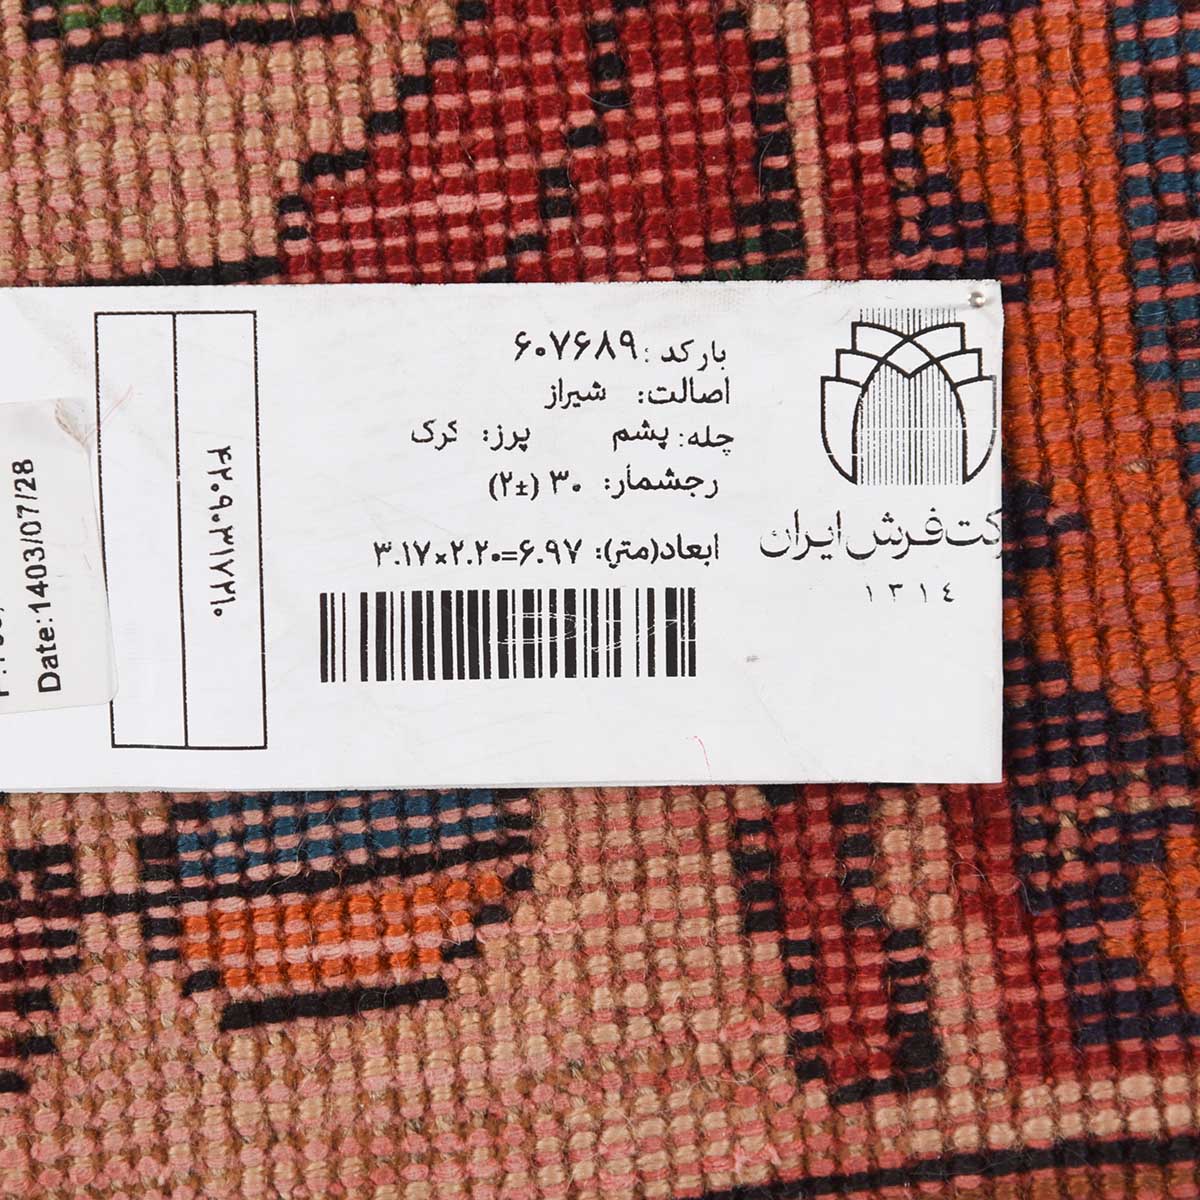 بارکد: ۶۰۷۶۸۹
اصالت: شیراز
چله: پشم پرز: کرک
رجشمار: ۳۰ (±۲)
ابعاد(متر): ۳.۱۷×۲.۲۰=۶.۹۷
کت فرش ایران
۱۳۱۴
۴۲۰۹۰۳۱۷۲۱۰
Date:1403/07/28